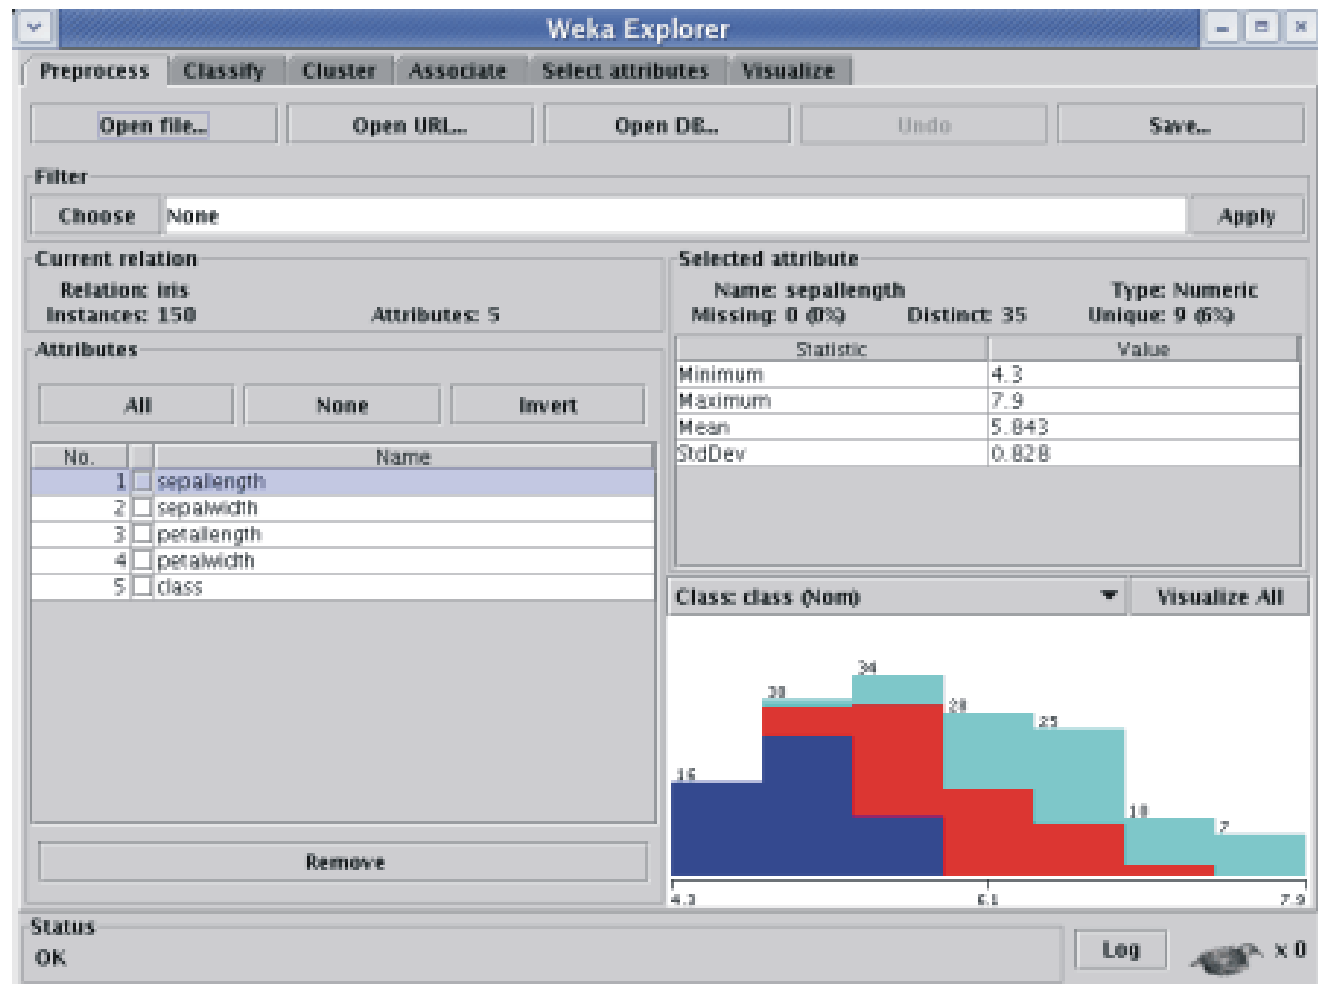 Weka Explorer
Preprocess Classify Cluster Associate Select attributes Visualize
Open file... Open URL... Open DB... Undo Save...
Filter
Choose None Apply
Current relation
Relation: iris
Instances: 150 Attributes: 5
Selected attribute
Name: sepallength Type: Numeric
Missing: 0 (0%) Distinct: 35 Unique: 9 (6%)
Statistic Value
Minimum 4.3
Maximum 7.9
Mean 5.843
StdDev 0.828
Attributes
All None Invert
No. Name
1 sepallength
2 sepalwidth
3 petallength
4 petalwidth
5 class
Remove
Class: class (Nom) Visualize All
16 30 34 28 25 10 7
4.3 6.1 7.9
Status
OK
Log x 0